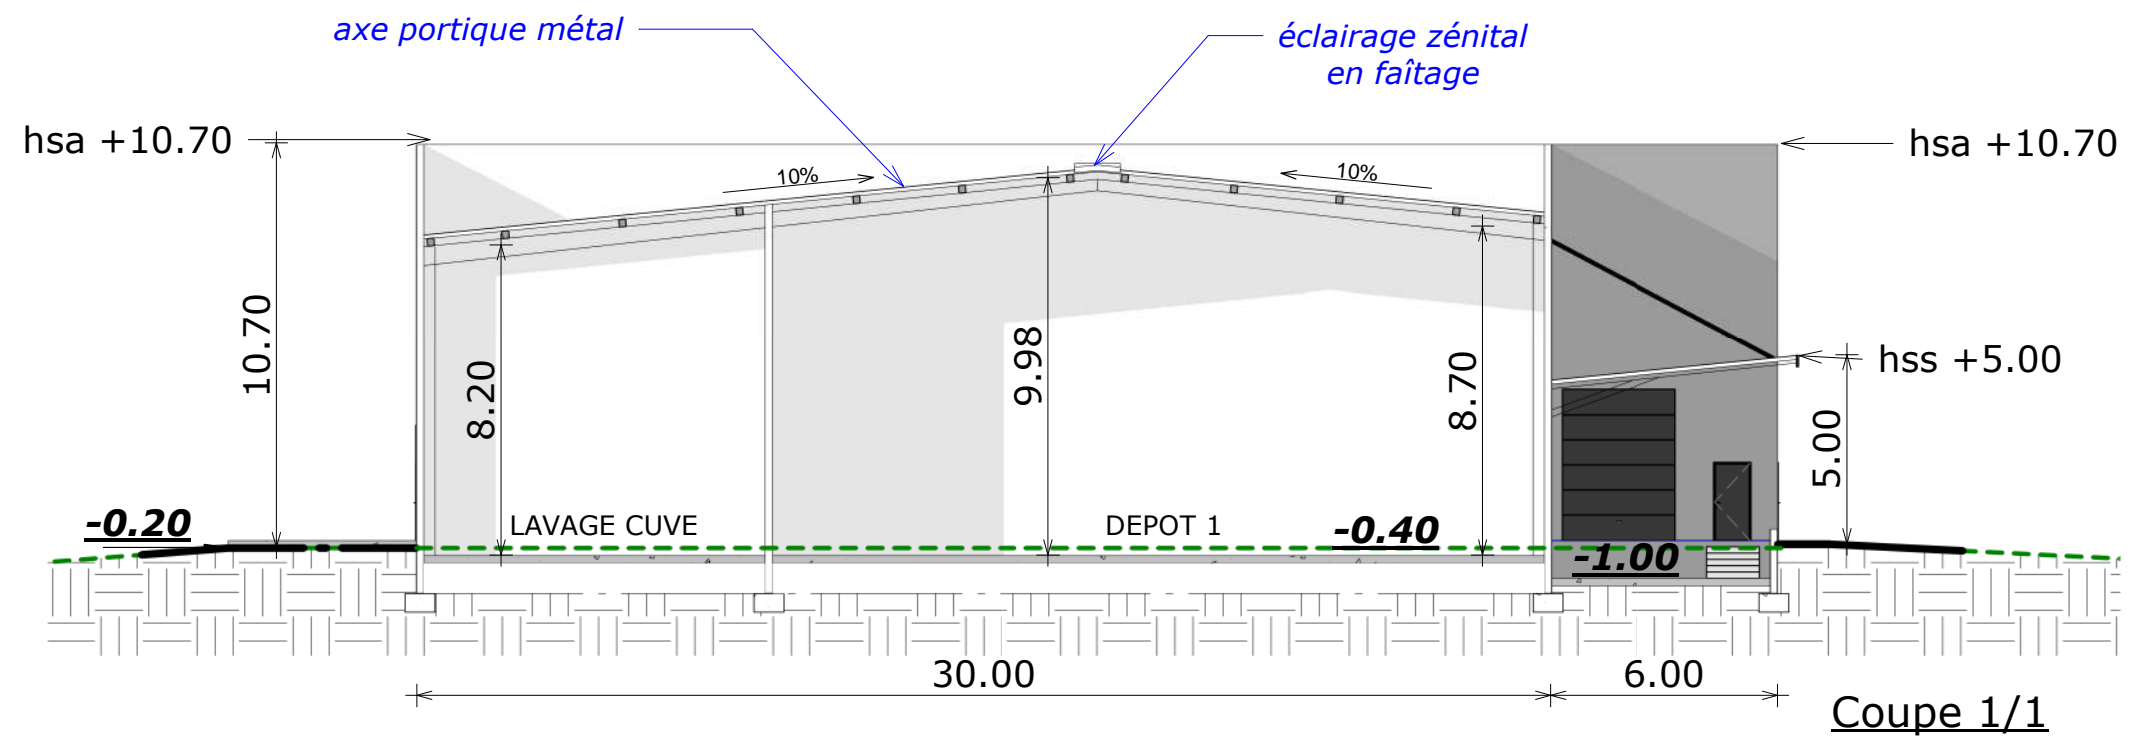 axe portique métal
éclairage zénital
en faîtage
hsa +10.70
hsa +10.70
10%
10%
10.70
8.20
9.98
8.70
hss +5.00
5.00
-0.20
LAVAGE CUVE
DEPOT 1
-0.40
-1.00
30.00
6.00
Coupe 1/1